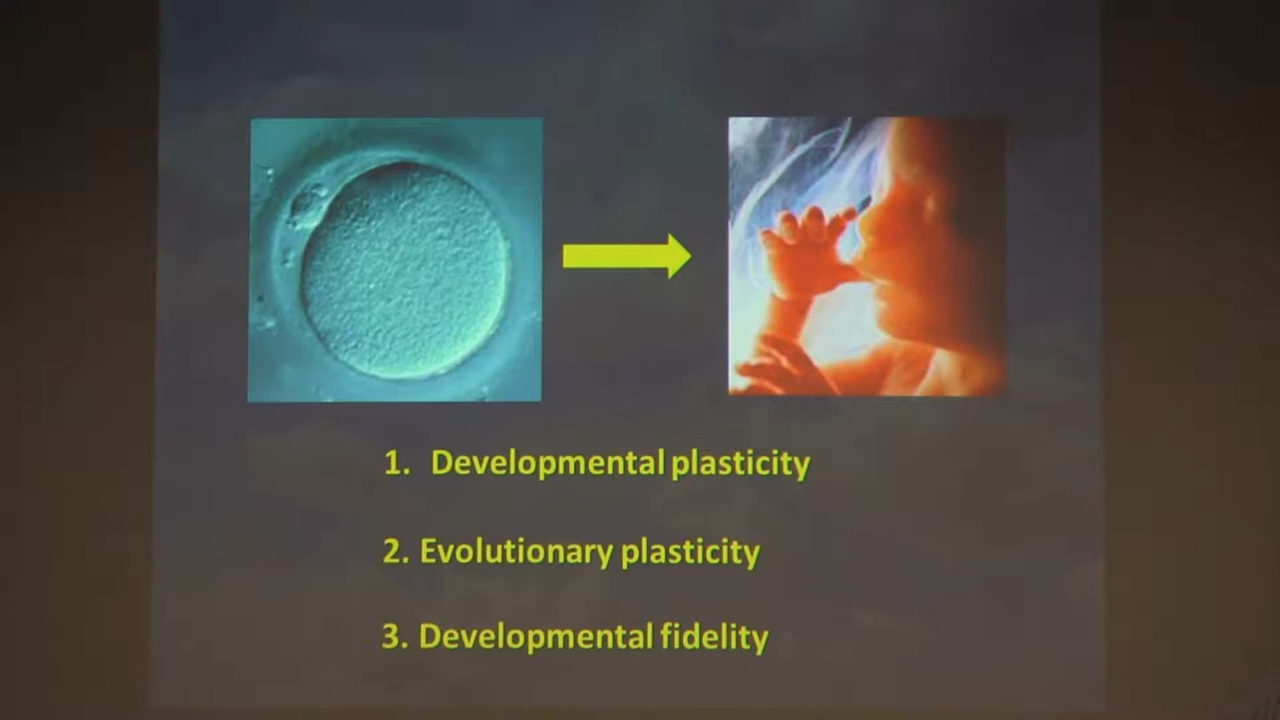 1. Developmental plasticity
2. Evolutionary plasticity
3. Developmental fidelity